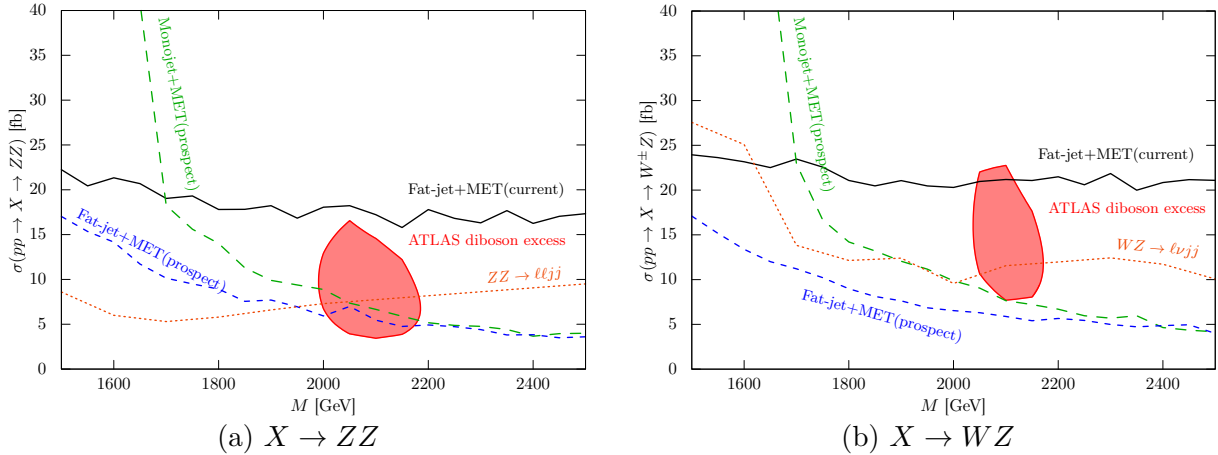 40
35
30
25
20
15
10
5
0
σ(pp → X → ZZ) [fb]
Monojet+MET(prospect)
Fat-jet+MET(current)
Fat-jet+MET(prospect)
ATLAS diboson excess
ZZ → ℓℓjj
1600 1800 2000 2200 2400
M [GeV]
(a) X → ZZ
40
35
30
25
20
15
10
5
0
σ(pp → X → W±Z) [fb]
Monojet+MET(prospect)
Fat-jet+MET(current)
ATLAS diboson excess
WZ → ℓνjj
Fat-jet+MET(prospect)
1600 1800 2000 2200 2400
M [GeV]
(b) X → WZ